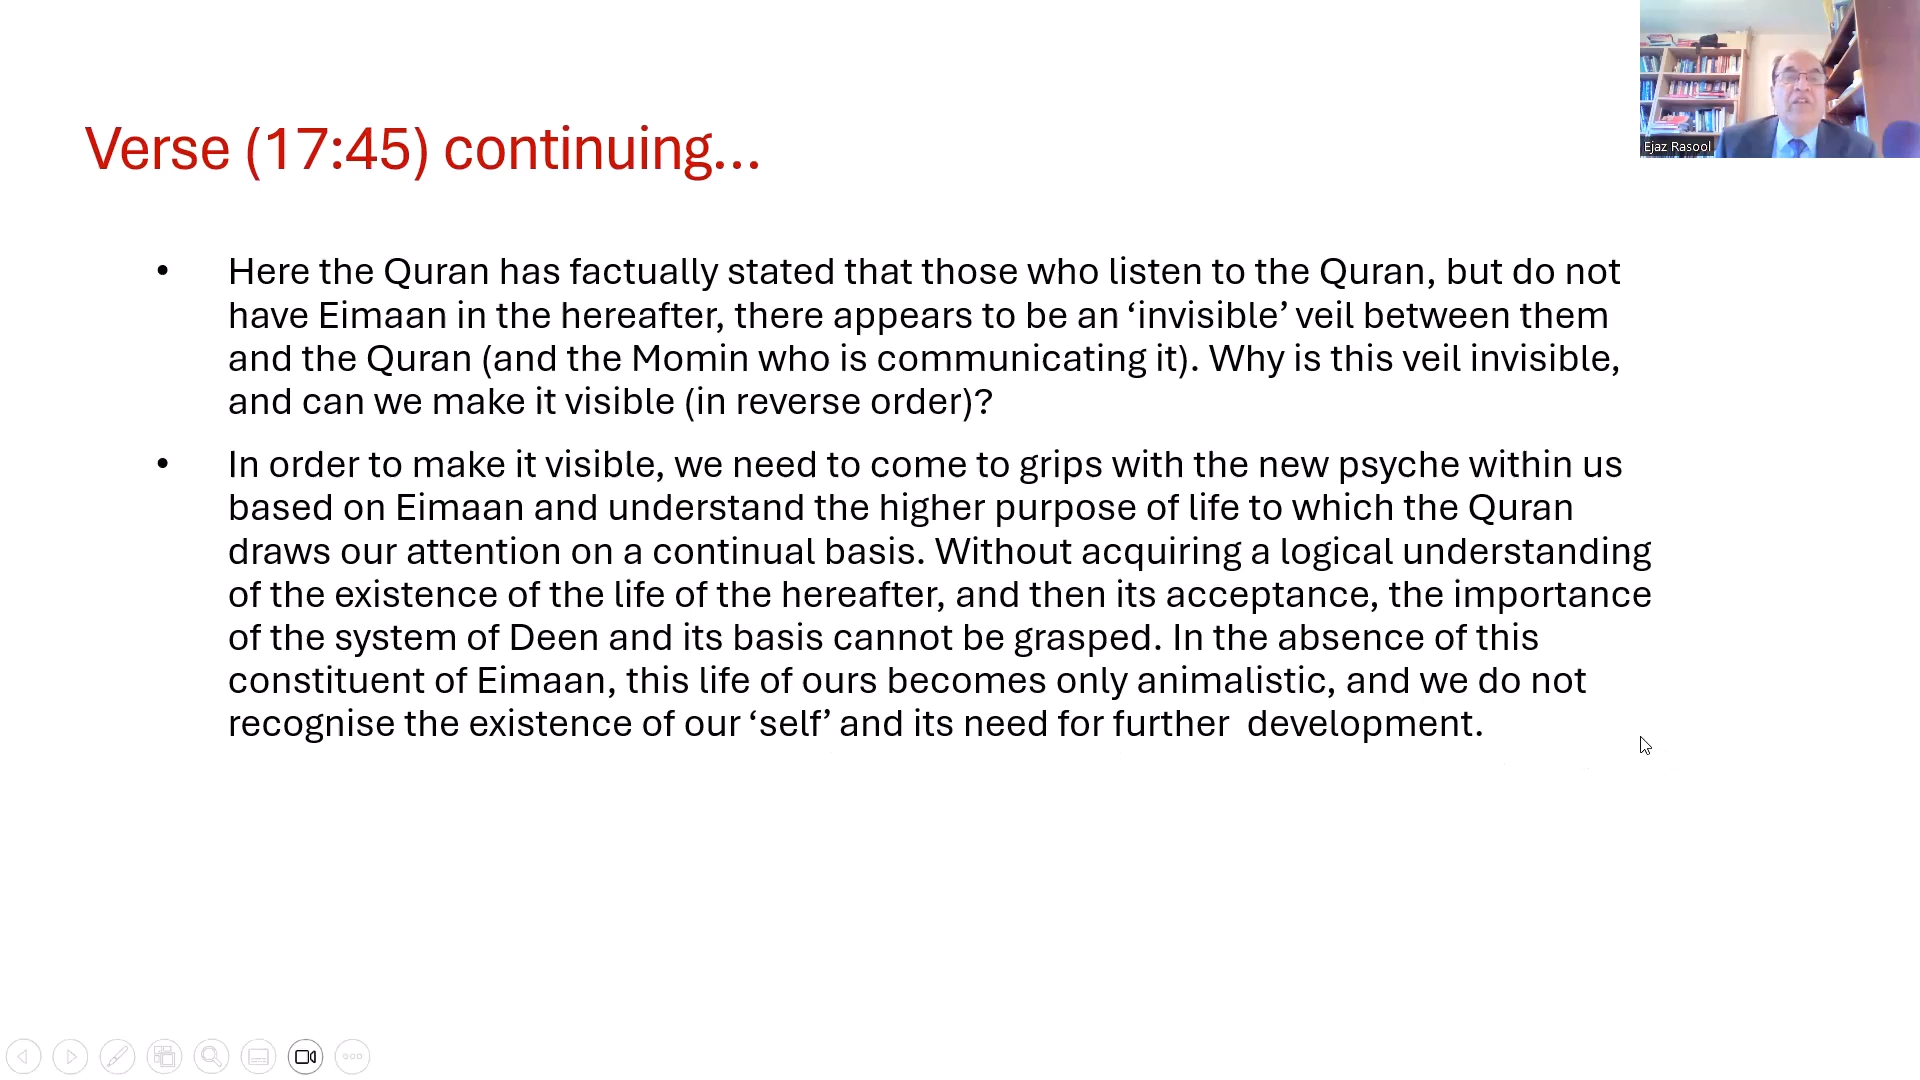 Ejaz Rasool
Verse (17:45) continuing...
• Here the Quran has factually stated that those who listen to the Quran, but do not
have Eimaan in the hereafter, there appears to be an ‘invisible’ veil between them
and the Quran (and the Momin who is communicating it). Why is this veil invisible,
and can we make it visible (in reverse order)?
• In order to make it visible, we need to come to grips with the new psyche within us
based on Eimaan and understand the higher purpose of life to which the Quran
draws our attention on a continual basis. Without acquiring a logical understanding
of the existence of the life of the hereafter, and then its acceptance, the importance
of the system of Deen and its basis cannot be grasped. In the absence of this
constituent of Eimaan, this life of ours becomes only animalistic, and we do not
recognise the existence of our ‘self’ and its need for further  development.